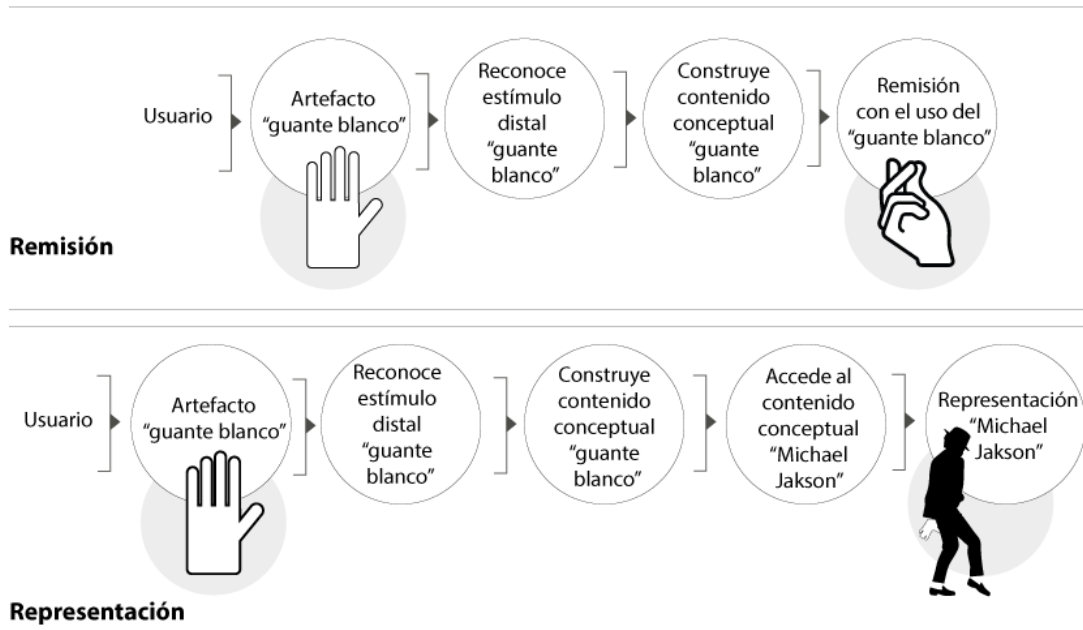 Usuario
Artefacto
“guante blanco”
Reconoce
estímulo
distal
“guante
blanco”
Construye
contenido
conceptual
“guante
blanco”
Remisión
con el uso del
“guante blanco”
Remisión
Usuario
Artefacto
“guante blanco”
Reconoce
estímulo
distal
“guante
blanco”
Construye
contenido
conceptual
“guante
blanco”
Accede al
contenido
conceptual
“Michael
Jakson”
Representación
“Michael
Jakson”
Representación